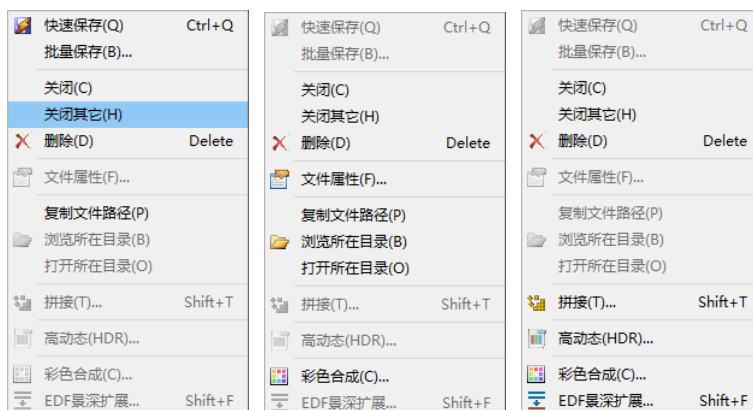 快速保存(Q) Ctrl+Q
批量保存(B)...
关闭(C)
关闭其它(H)
删除(D) Delete
文件属性(F)...
复制文件路径(P)
浏览所在目录(B)
打开所在目录(O)
拼接(T)... Shift+T
高动态(HDR)...
彩色合成(C)...
EDF景深扩展... Shift+F
快速保存(Q) Ctrl+Q
批量保存(B)...
关闭(C)
关闭其它(H)
删除(D) Delete
文件属性(F)...
复制文件路径(P)
浏览所在目录(B)
打开所在目录(O)
拼接(T)... Shift+T
高动态(HDR)...
彩色合成(C)...
EDF景深扩展... Shift+F
快速保存(Q) Ctrl+Q
批量保存(B)...
关闭(C)
关闭其它(H)
删除(D) Delete
文件属性(F)...
复制文件路径(P)
浏览所在目录(B)
打开所在目录(O)
拼接(T)... Shift+T
高动态(HDR)...
彩色合成(C)...
EDF景深扩展... Shift+F